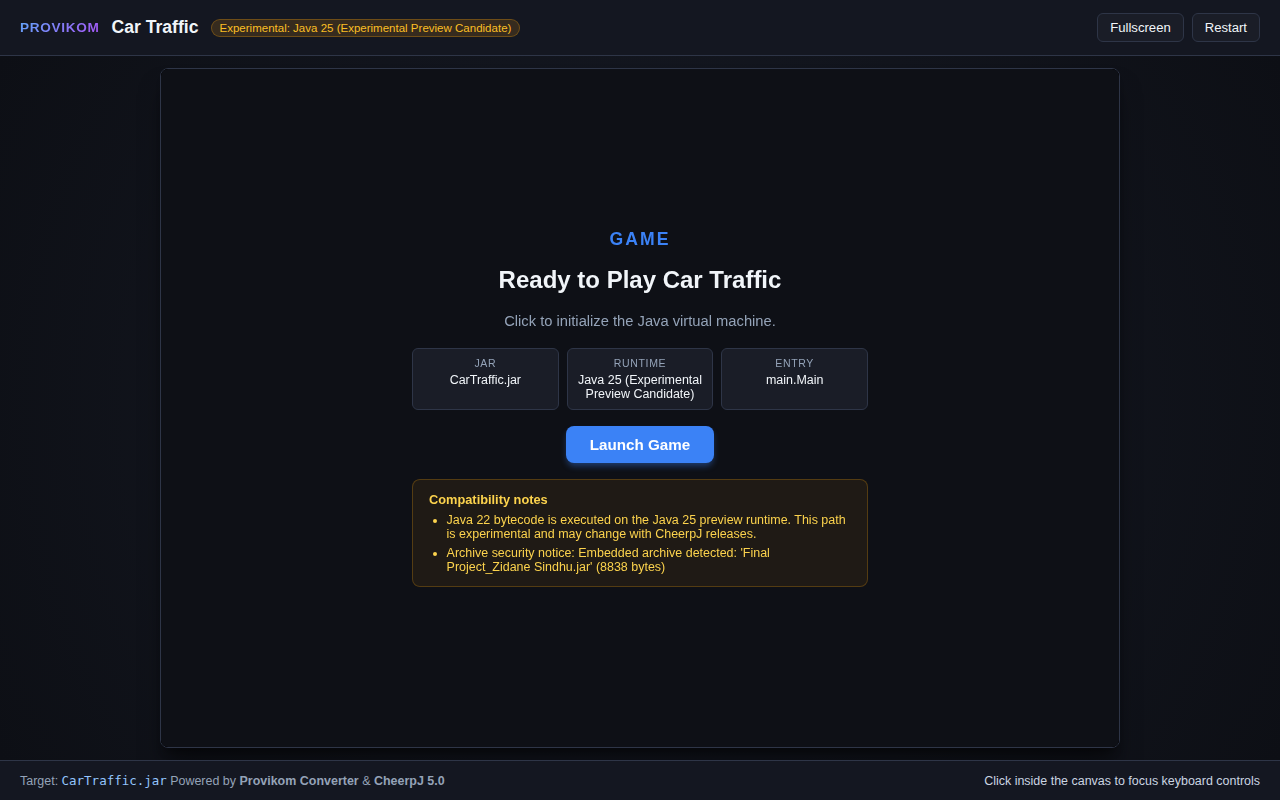 PROVIKOM Car Traffic Experimental: Java 25 (Experimental Preview Candidate) Fullscreen Restart
GAME
Ready to Play Car Traffic
Click to initialize the Java virtual machine.
JAR
CarTraffic.jar
RUNTIME
Java 25 (Experimental
Preview Candidate)
ENTRY
main.Main
Launch Game
Compatibility notes
• Java 22 bytecode is executed on the Java 25 preview runtime. This path
is experimental and may change with CheerpJ releases.
• Archive security notice: Embedded archive detected: 'Final
Project_Zidane Sindhu.jar' (8838 bytes)
Target: CarTraffic.jar Powered by Provikom Converter & CheerpJ 5.0 Click inside the canvas to focus keyboard controls